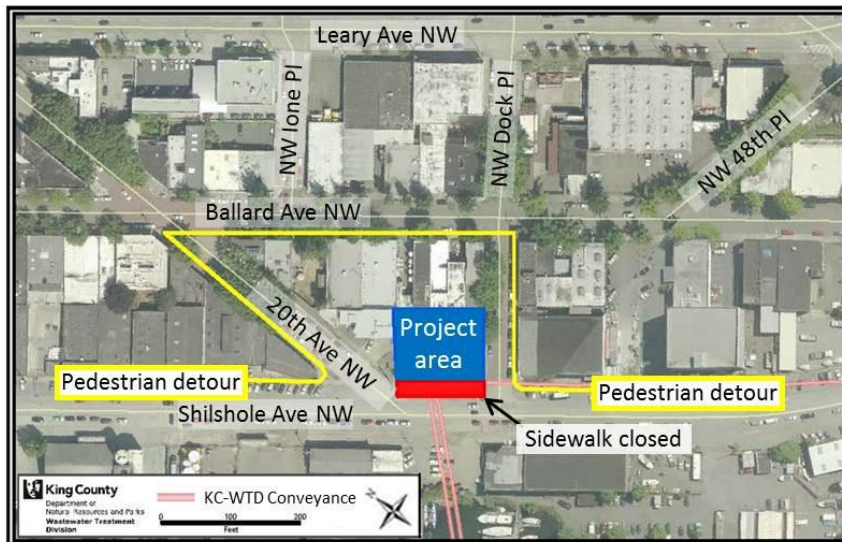 Leary Ave NW
NW Ione Pl
NW Dock Pl
NW 48th Pl
Ballard Ave NW
20th Ave NW
Project
area
Pedestrian detour
Pedestrian detour
Shilshole Ave NW
Sidewalk closed
King County
Department of
Natural Resources and Parks
Wastewater Treatment
Division
KC-WTD Conveyance
0 100 200
Feet
N